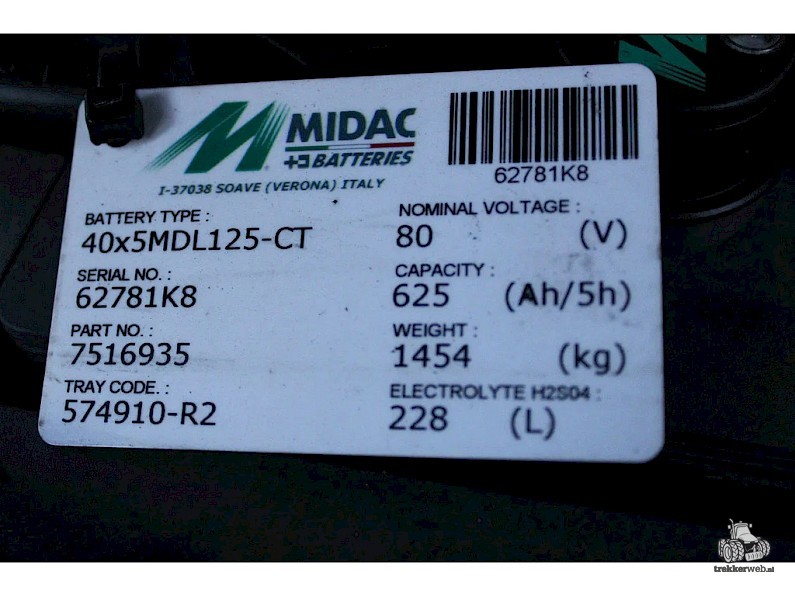 MIDAC
BATTERIES
I-37038 SOAVE (VERONA) ITALY
62781K8
BATTERY TYPE :
40x5MDL125-CT
SERIAL NO. :
62781K8
PART NO. :
7516935
TRAY CODE. :
574910-R2
NOMINAL VOLTAGE :
80 (V)
CAPACITY :
625 (Ah/5h)
WEIGHT :
1454 (kg)
ELECTROLYTE H2S04 :
228 (L)
trekkerweb.nl